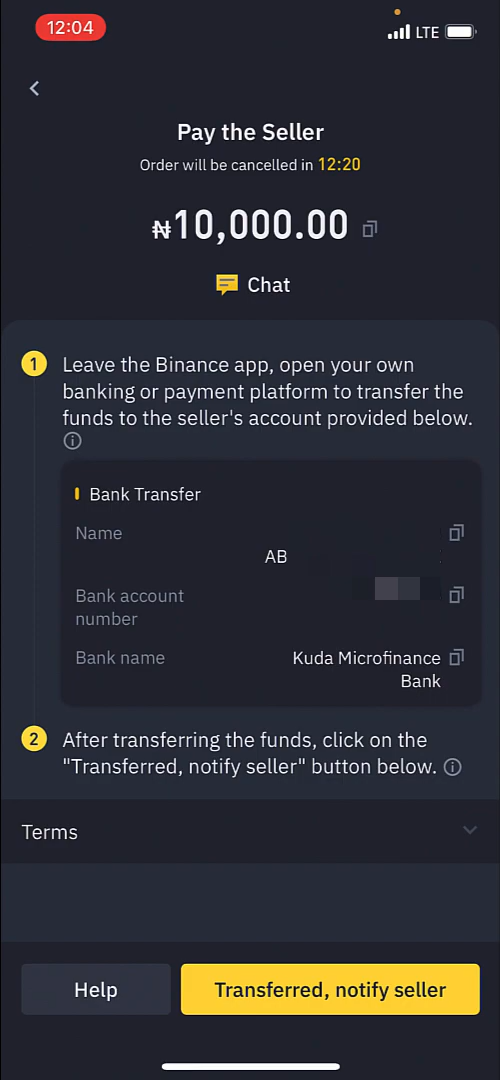 12:04
LTE
Pay the Seller
Order will be cancelled in 12:20
₦10,000.00
Chat
1
Leave the Binance app, open your own
banking or payment platform to transfer the
funds to the seller's account provided below.
Bank Transfer
Name
AB
Bank account
number
Bank name
Kuda Microfinance
Bank
2
After transferring the funds, click on the
"Transferred, notify seller" button below.
Terms
Help
Transferred, notify seller